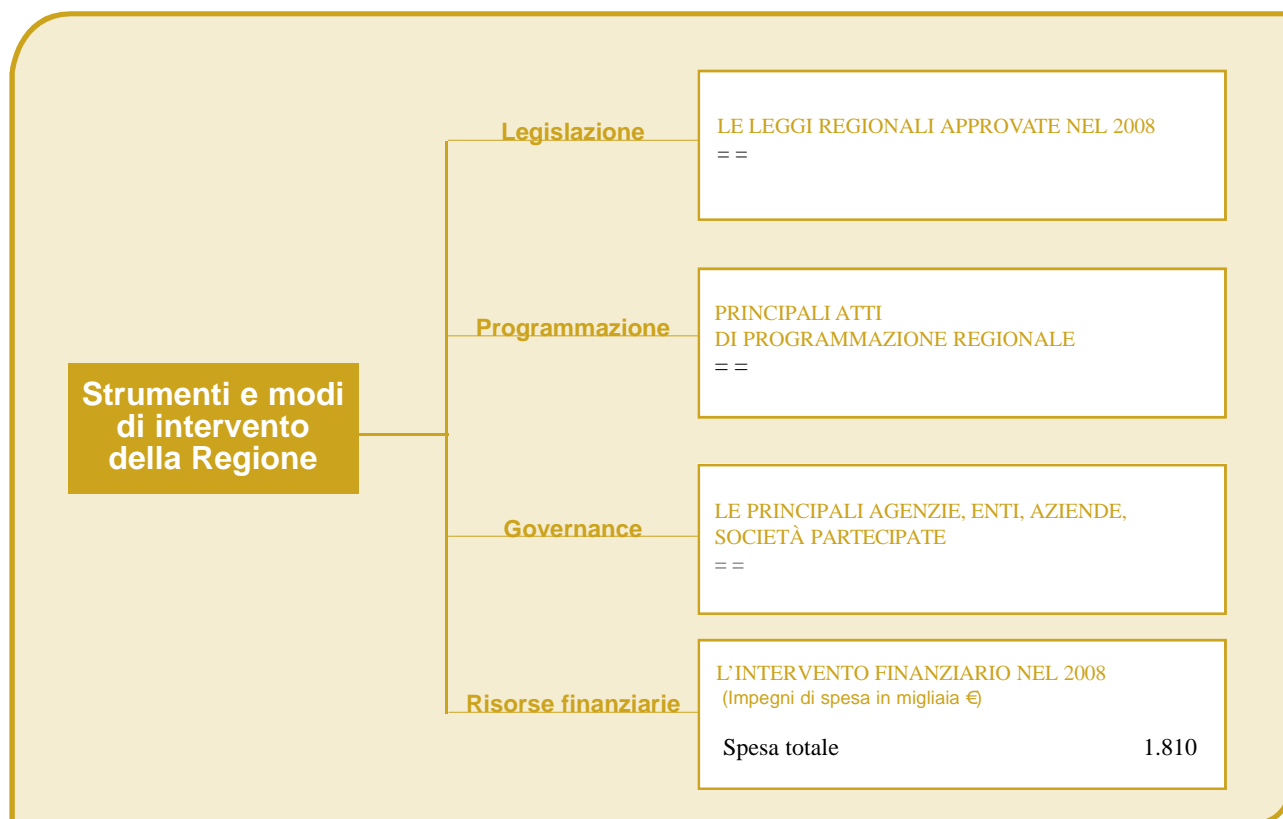 Legislazione
LE LEGGI REGIONALI APPROVATE NEL 2008
= =
Programmazione
PRINCIPALI ATTI
DI PROGRAMMAZIONE REGIONALE
= =
Strumenti e modi
di intervento
della Regione
Governance
LE PRINCIPALI AGENZIE, ENTI, AZIENDE,
SOCIETÀ PARTECIPATE
= =
Risorse finanziarie
L'INTERVENTO FINANZIARIO NEL 2008
(Impegni di spesa in migliaia €)
Spesa totale 1.810